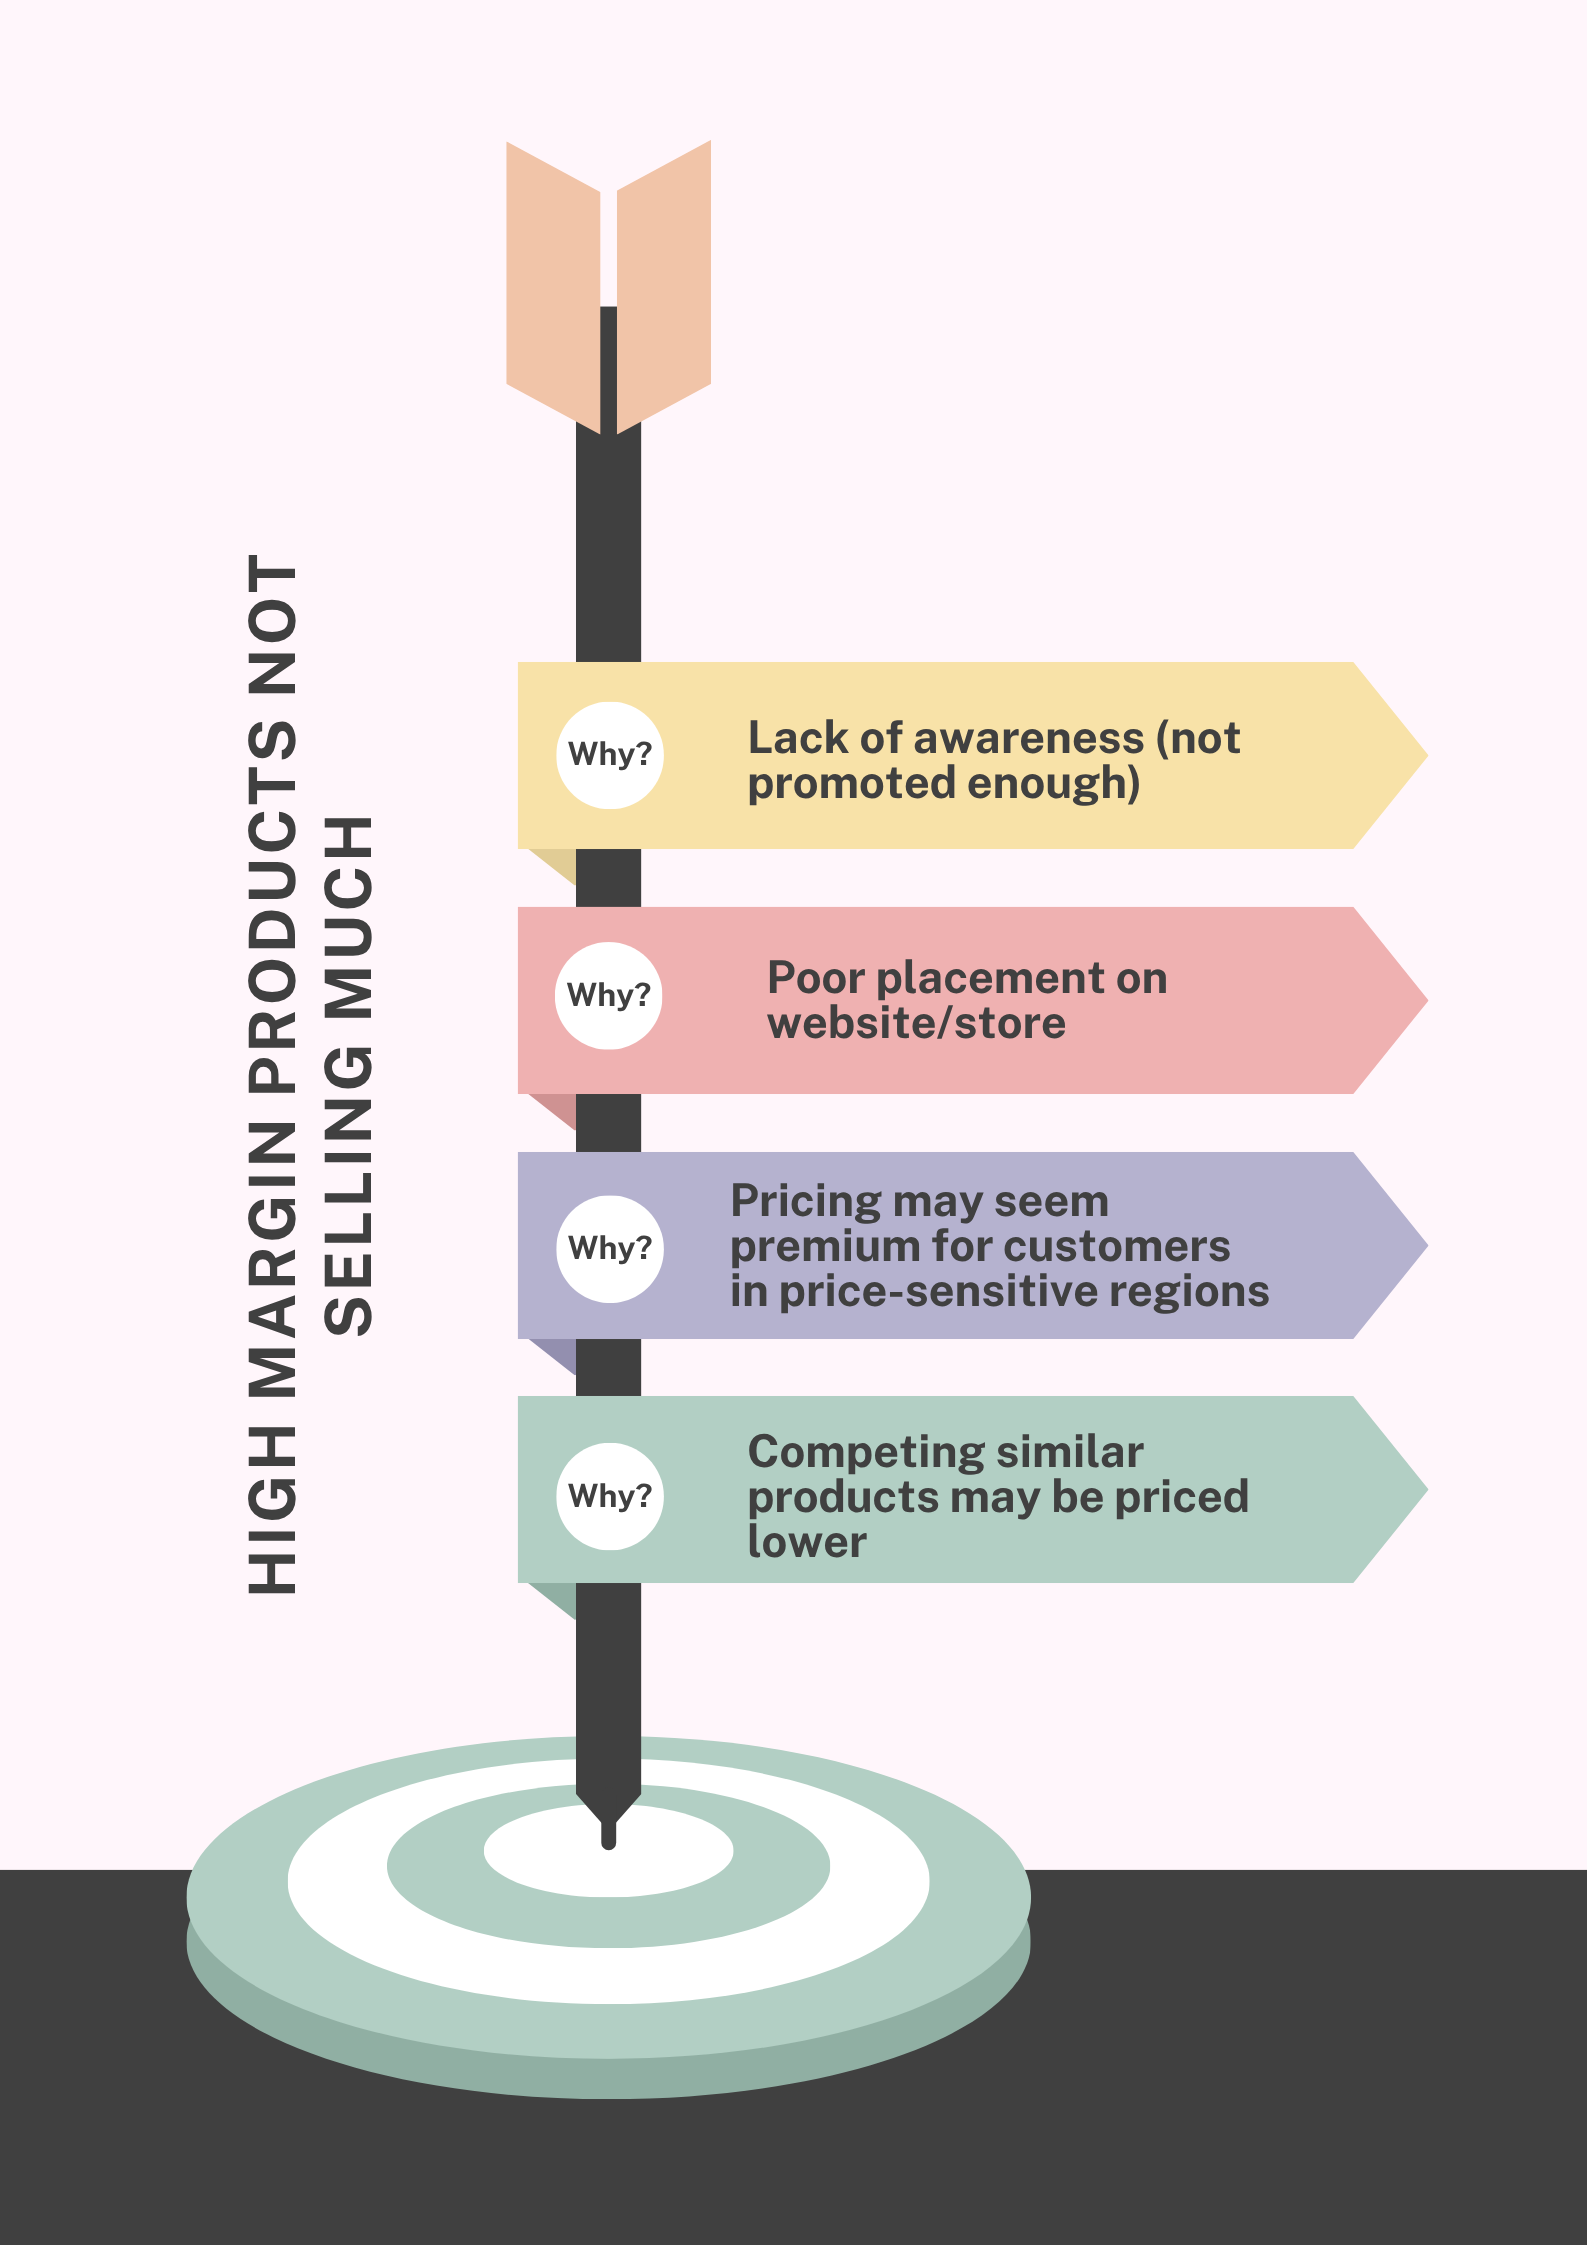 HIGH MARGIN PRODUCTS NOT
SELLING MUCH
Why?
Lack of awareness (not
promoted enough)
Why?
Poor placement on
website/store
Why?
Pricing may seem
premium for customers
in price-sensitive regions
Why?
Competing similar
products may be priced
lower